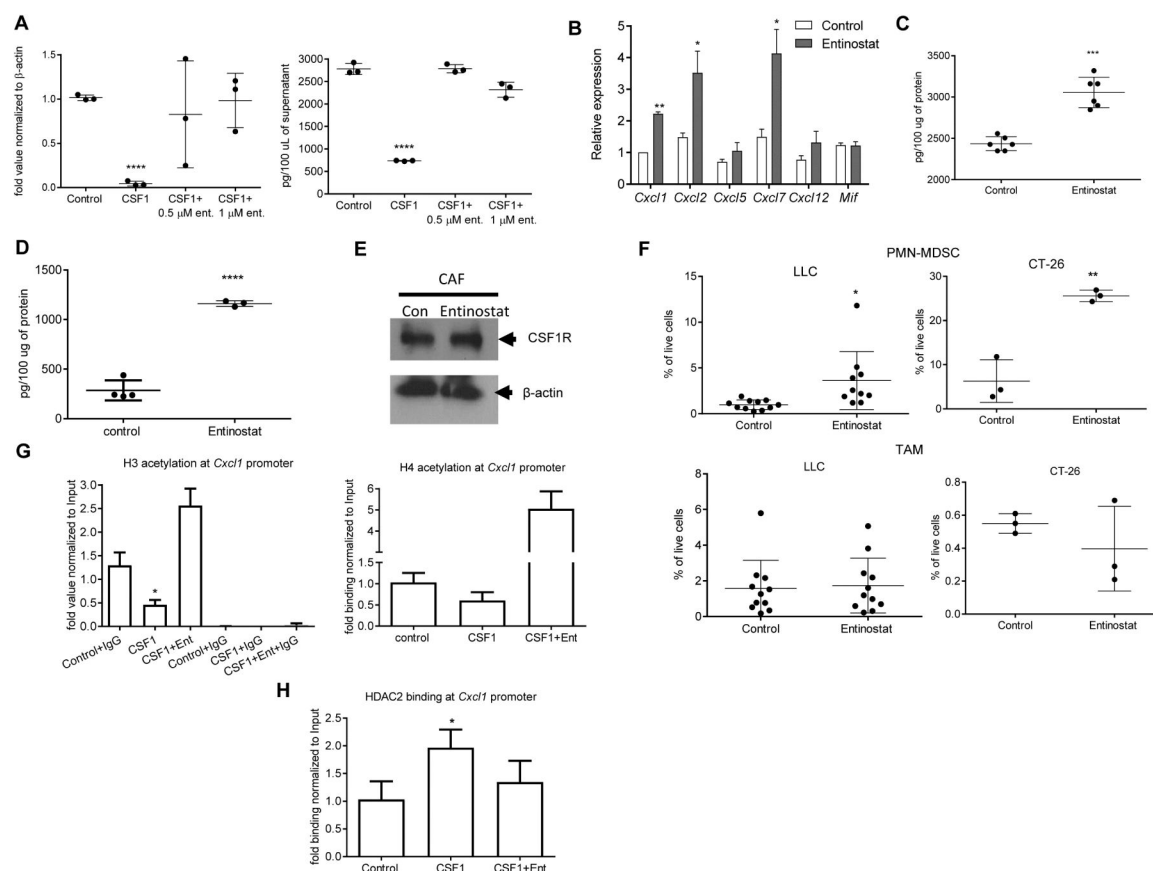 A
fold value normalized to β-actin
1.5
1.0
0.5
0.0
****
Control
CSF1
CSF1+
0.5 µM ent.
CSF1+
1 µM ent.
pg/100 uL of supernatant
3000
2500
2000
1500
1000
500
0
****
Control
CSF1
CSF1+
0.5 µM ent.
CSF1+
1 µM ent.
B
Relative expression
6
5
4
3
2
1
0
Control
Entinostat
**
*
*
Cxcl1
Cxcl2
Cxcl5
Cxcl7
Cxcl12
Mif
C
pg/100 ug of protein
3500
3000
2500
2000
***
Control
Entinostat
D
pg/100 ug of protein
1500
1000
500
0
****
control
Entinostat
E
CAF
Con Entinostat
CSF1R
β-actin
F
PMN-MDSC
LLC
% of live cells
15
10
5
0
*
Control
Entinostat
CT-26
% of live cells
30
20
10
0
**
Control
Entinostat
TAM
LLC
% of live cells
8
6
4
2
0
Control
Entinostat
CT-26
% of live cells
0.8
0.6
0.4
0.2
0.0
Control
Entinostat
G
H3 acetylation at Cxcl1 promoter
fold value normalized to Input
3.0
2.5
2.0
1.5
1.0
0.5
0.0
*
Control+IgG
CSF1
CSF1+Ent
Control+IgG
CSF1+IgG
CSF1+Ent+IgG
H4 acetylation at Cxcl1 promoter
fold binding normalized to Input
6
5
4
3
2
1.0
0.5
0.0
control
CSF1
CSF1+Ent
H
HDAC2 binding at Cxcl1 promoter
fold binding normalized to Input
2.5
2.0
1.5
1.0
0.5
0.0
*
Control
CSF1
CSF1+Ent